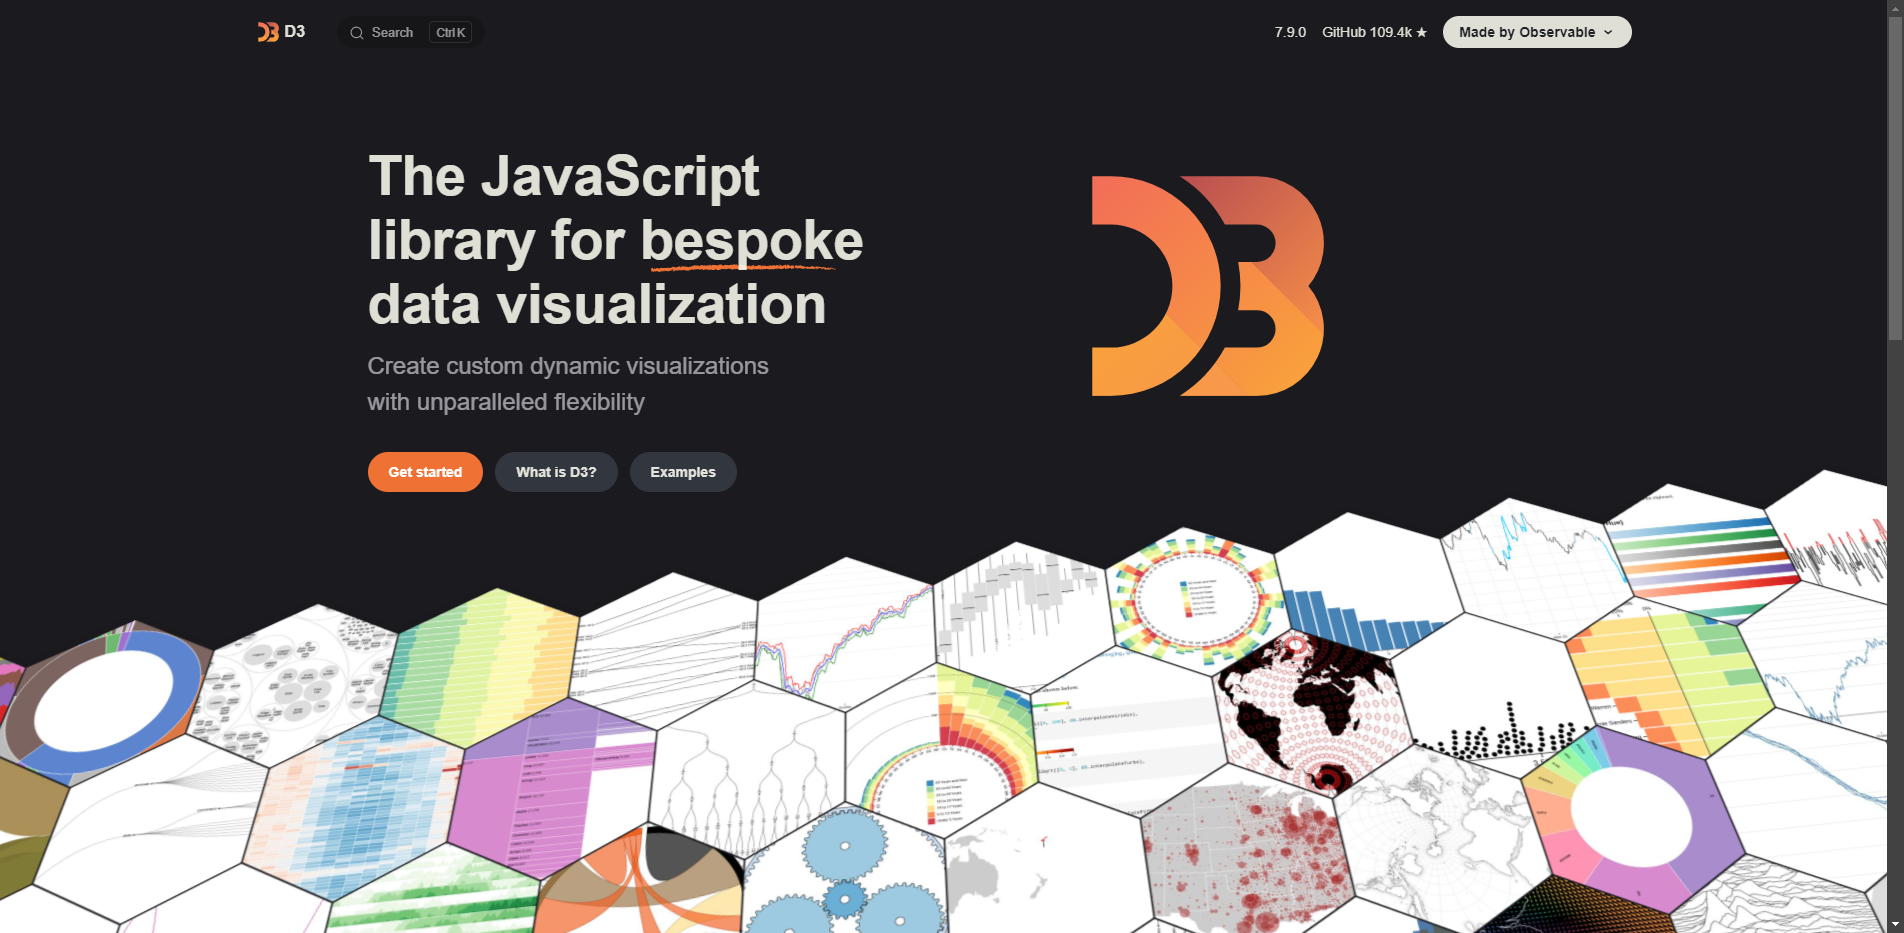 D3
Search
Ctrl K
7.9.0
GitHub 109.4k ★
Made by Observable
The JavaScript
library for bespoke
data visualization
Create custom dynamic visualizations
with unparalleled flexibility
Get started
What is D3?
Examples